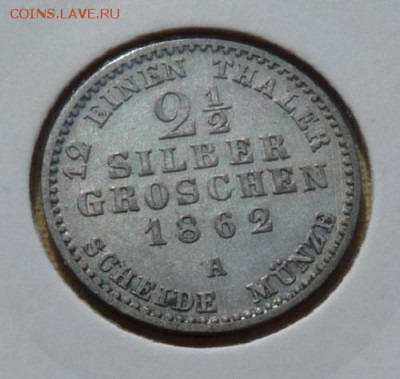 COINS.LAVE.RU
12 EINEN THALER
2½
SILBER
GROSCHEN
1862
A
SCHEIDE MÜNZE